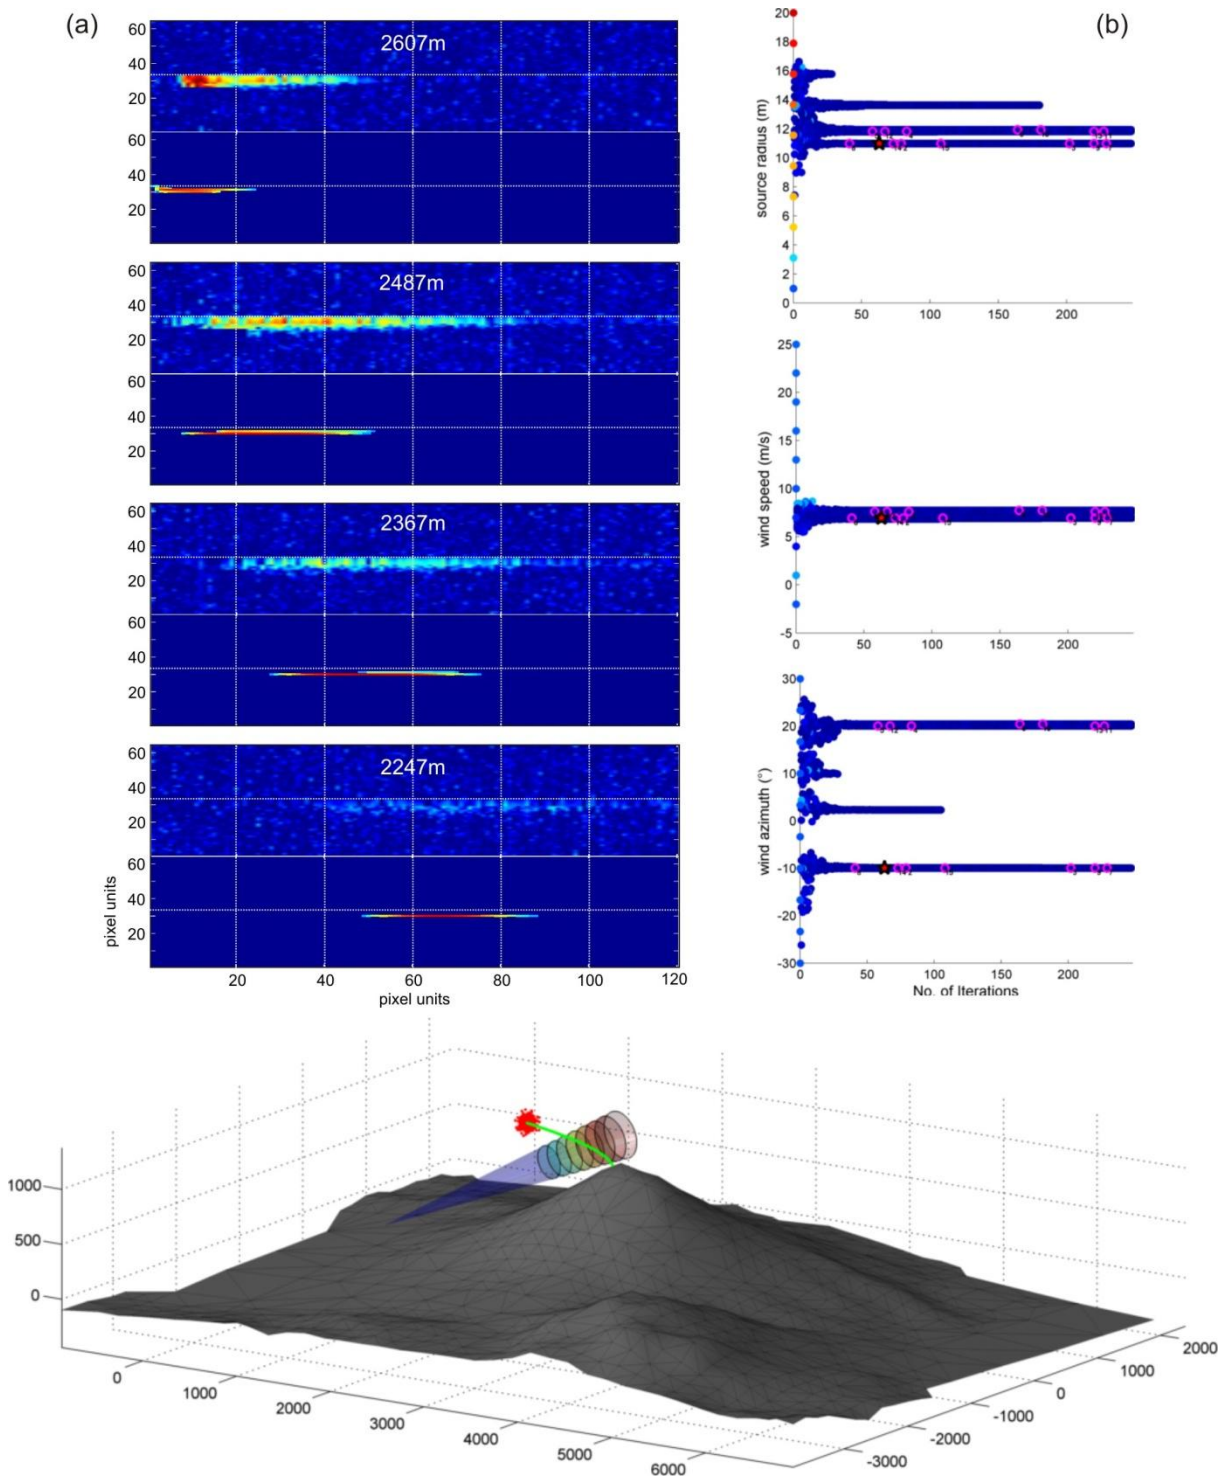 (a)
2607m
60
40
20
60
40
20
2487m
60
40
20
60
40
20
2367m
60
40
20
60
40
20
2247m
60
40
20
60
40
20
pixel units
20 40 60 80 100 120
pixel units
(b)
20
18
16
14
12
10
8
6
4
2
0
source radius (m)
0 50 100 150 200
25
20
15
10
5
0
-5
wind speed (m/s)
0 50 100 150 200
30
20
10
0
-10
-20
-30
wind azimuth (°)
0 50 100 150 200
No. of Iterations
1000
500
0
0 1000 2000 3000 4000 5000 6000
-3000 -2000 -1000 0 1000 2000